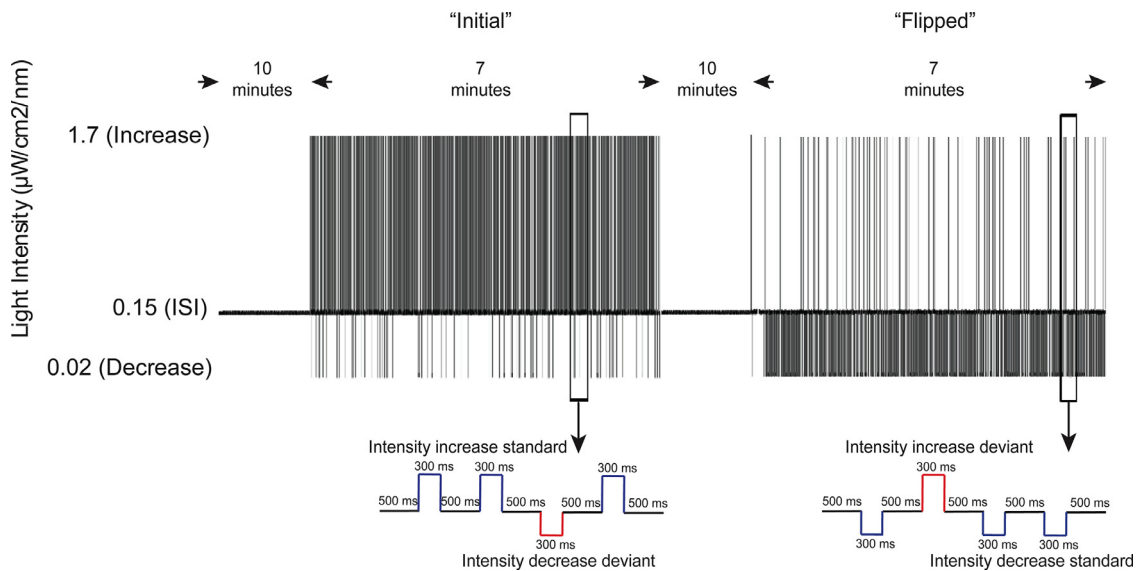 “Initial”
“Flipped”
10
minutes
7
minutes
10
minutes
7
minutes
Light Intensity (µW/cm2/nm)
1.7 (Increase)
0.15 (ISI)
0.02 (Decrease)
Intensity increase standard
300 ms
300 ms
300 ms
500 ms
500 ms
500 ms
500 ms
500 ms
300 ms
Intensity decrease deviant
Intensity increase deviant
300 ms
500 ms
500 ms
500 ms
500 ms
500 ms
300 ms
300 ms
300 ms
Intensity decrease standard